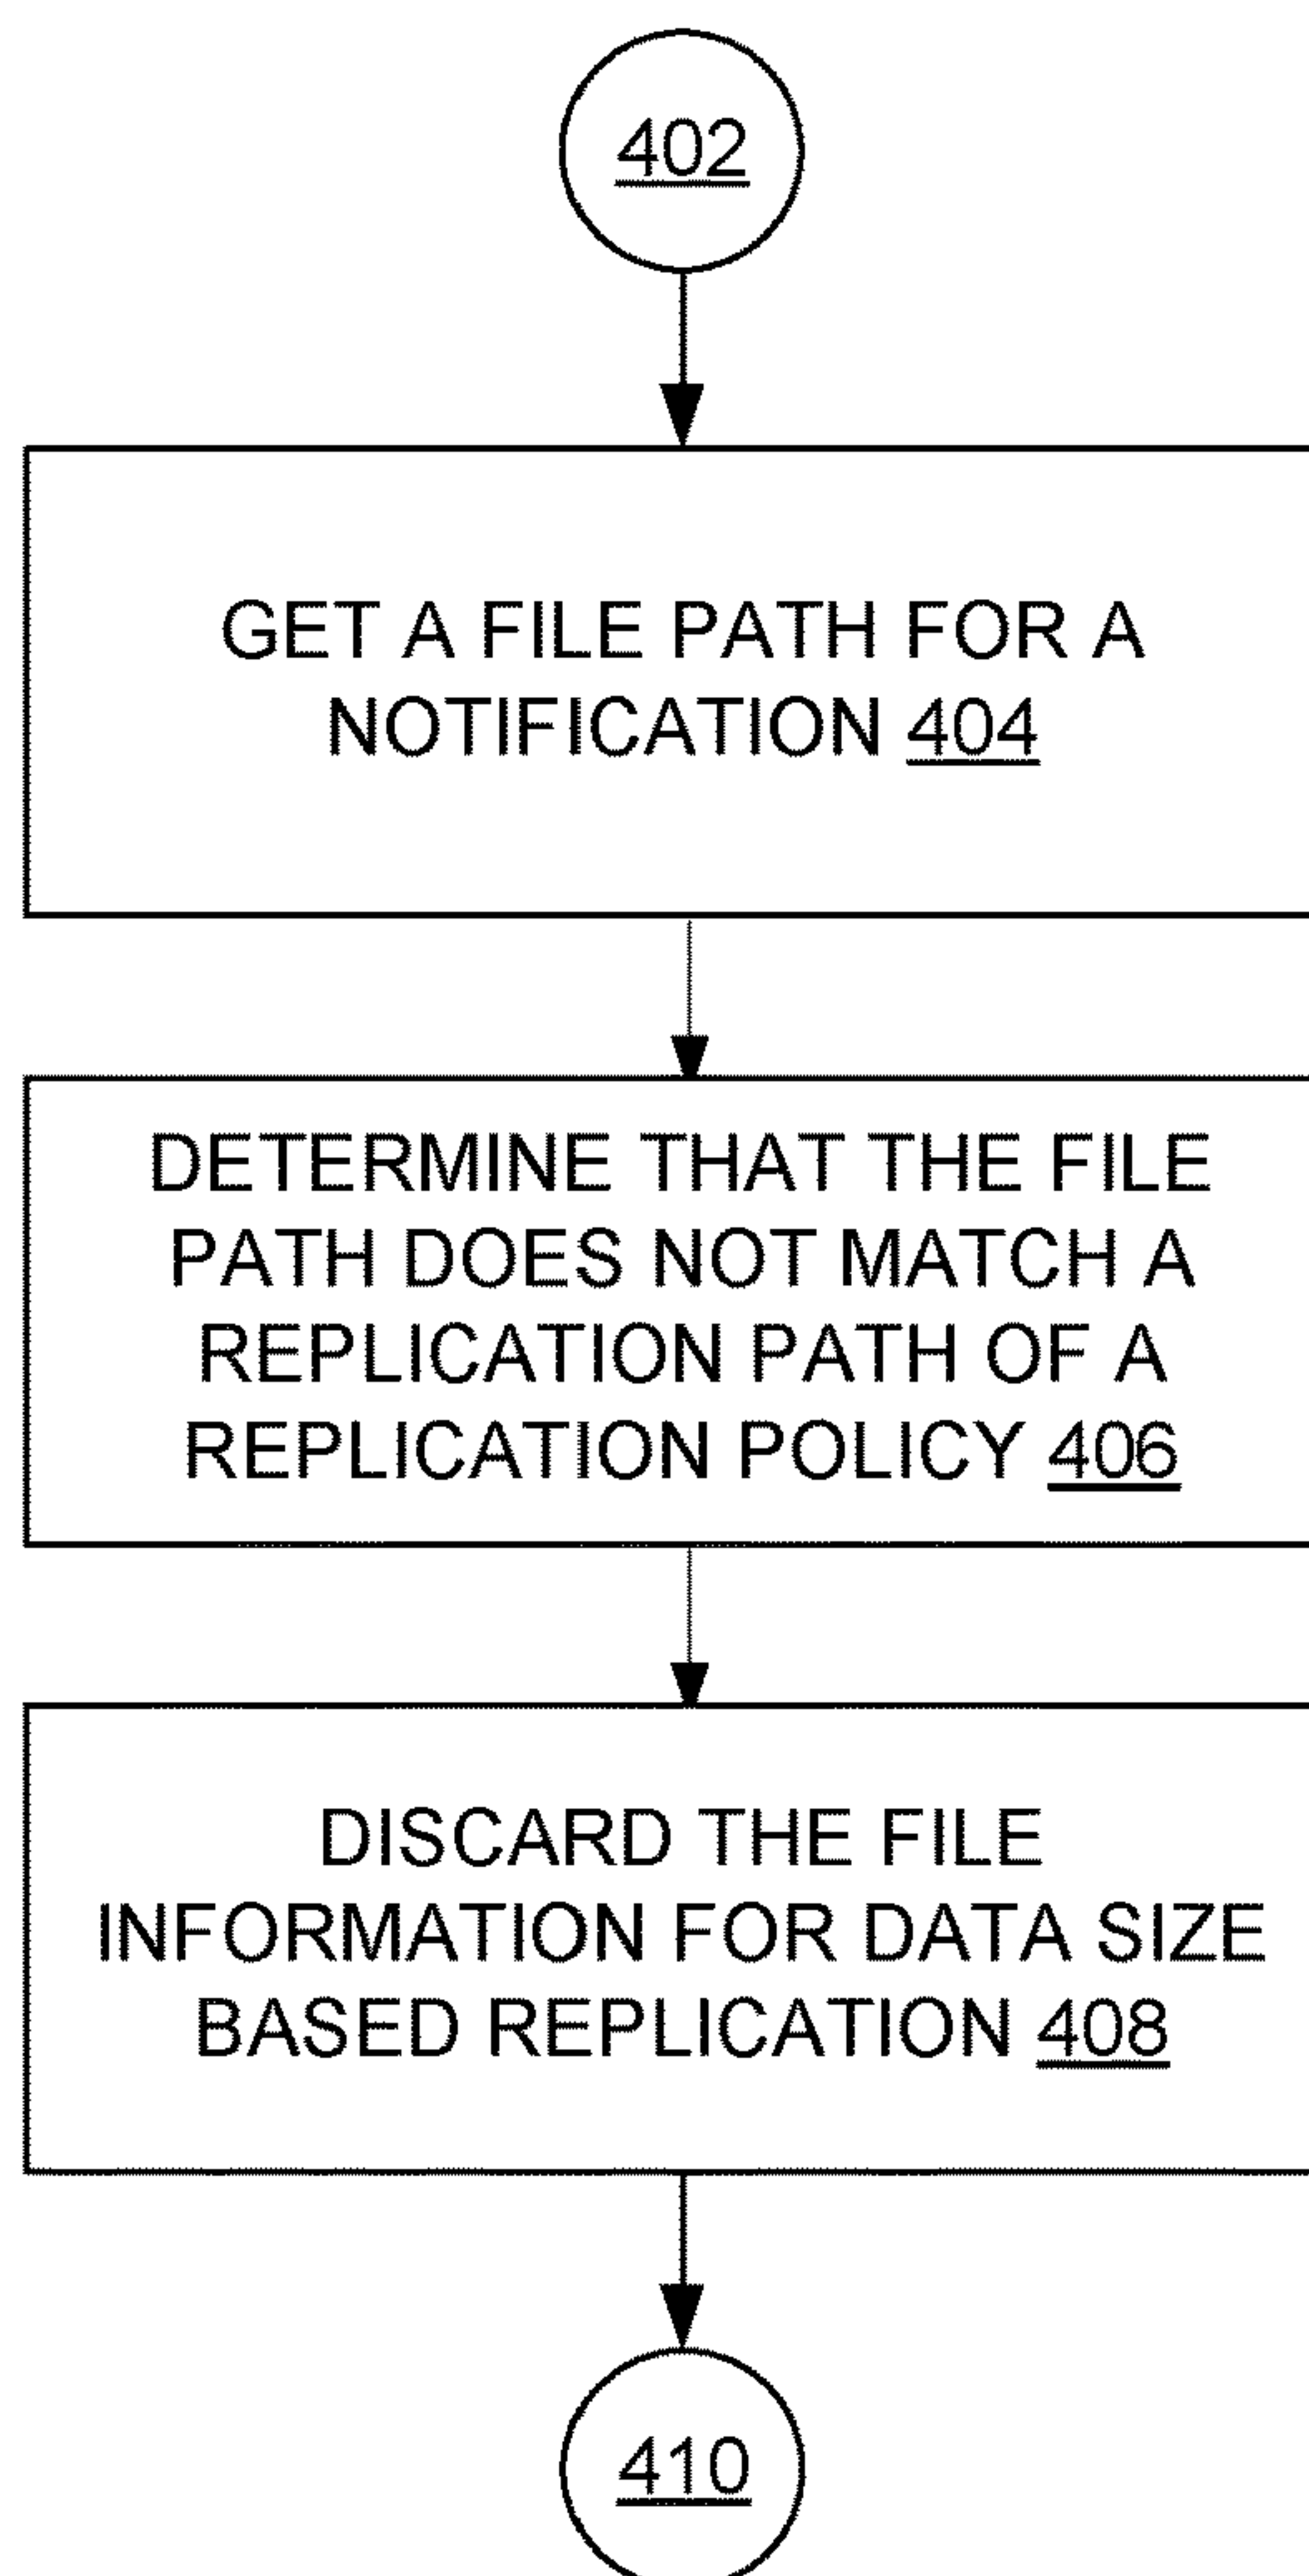 402
GET A FILE PATH FOR A
NOTIFICATION 404
DETERMINE THAT THE FILE
PATH DOES NOT MATCH A
REPLICATION PATH OF A
REPLICATION POLICY 406
DISCARD THE FILE
INFORMATION FOR DATA SIZE
BASED REPLICATION 408
410